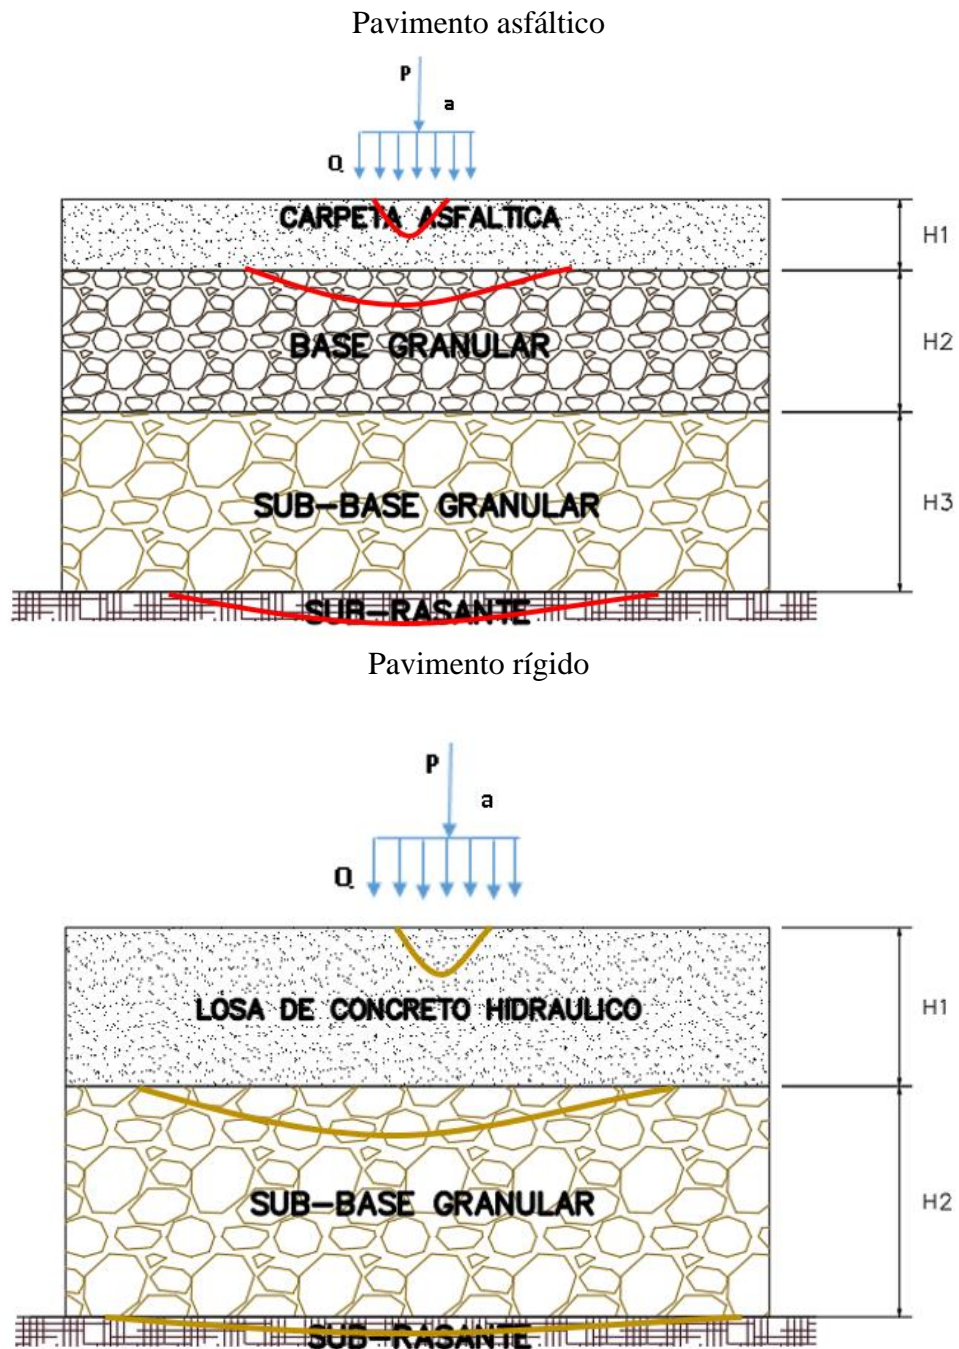 Pavimento asfáltico
P
a
Q
CARPETA ASFALTICA
H1
BASE GRANULAR
H2
SUB-BASE GRANULAR
H3
SUB-RASANTE
Pavimento rígido
P
a
Q
LOSA DE CONCRETO HIDRAULICO
H1
SUB-BASE GRANULAR
H2
SUB-RASANTE